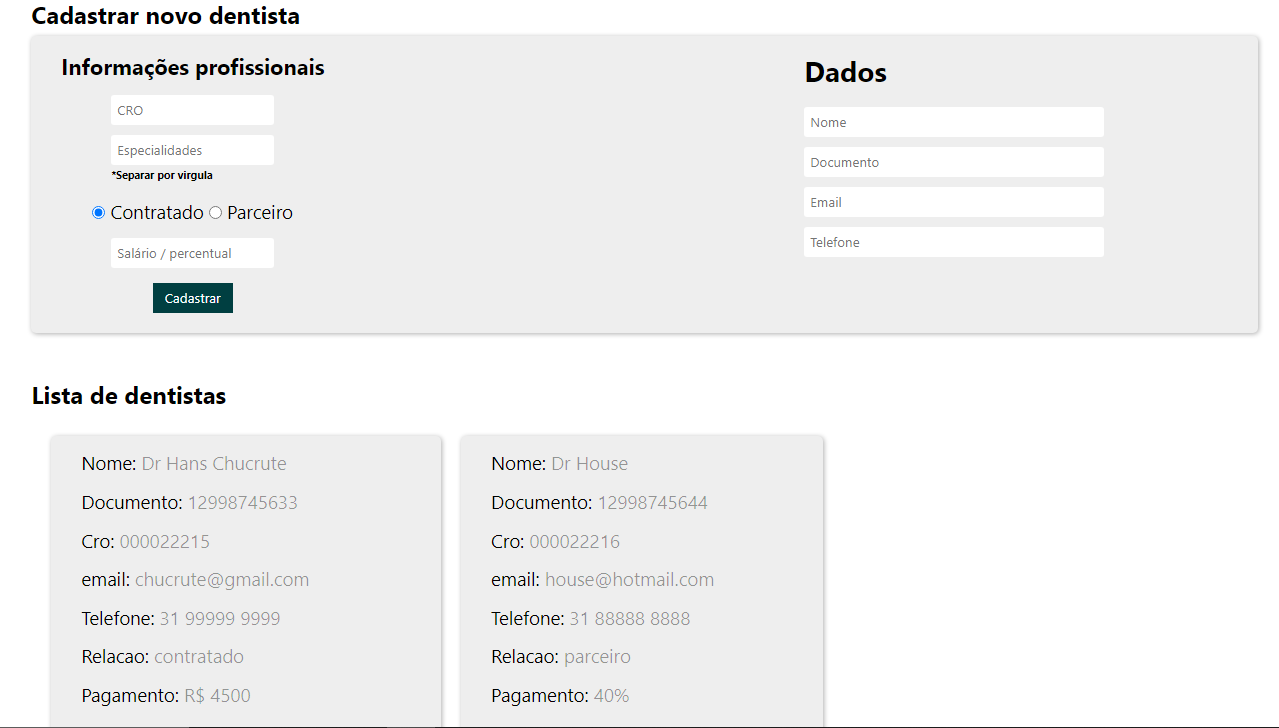 Cadastrar novo dentista
Informações profissionais
CRO
Especialidades
*Separar por virgula
Contratado Parceiro
Salário / percentual
Cadastrar
Dados
Nome
Documento
Email
Telefone
Lista de dentistas
Nome: Dr Hans Chucrute
Documento: 12998745633
Cro: 000022215
email: chucrute@gmail.com
Telefone: 31 99999 9999
Relacao: contratado
Pagamento: R$ 4500
Nome: Dr House
Documento: 12998745644
Cro: 000022216
email: house@hotmail.com
Telefone: 31 88888 8888
Relacao: parceiro
Pagamento: 40%